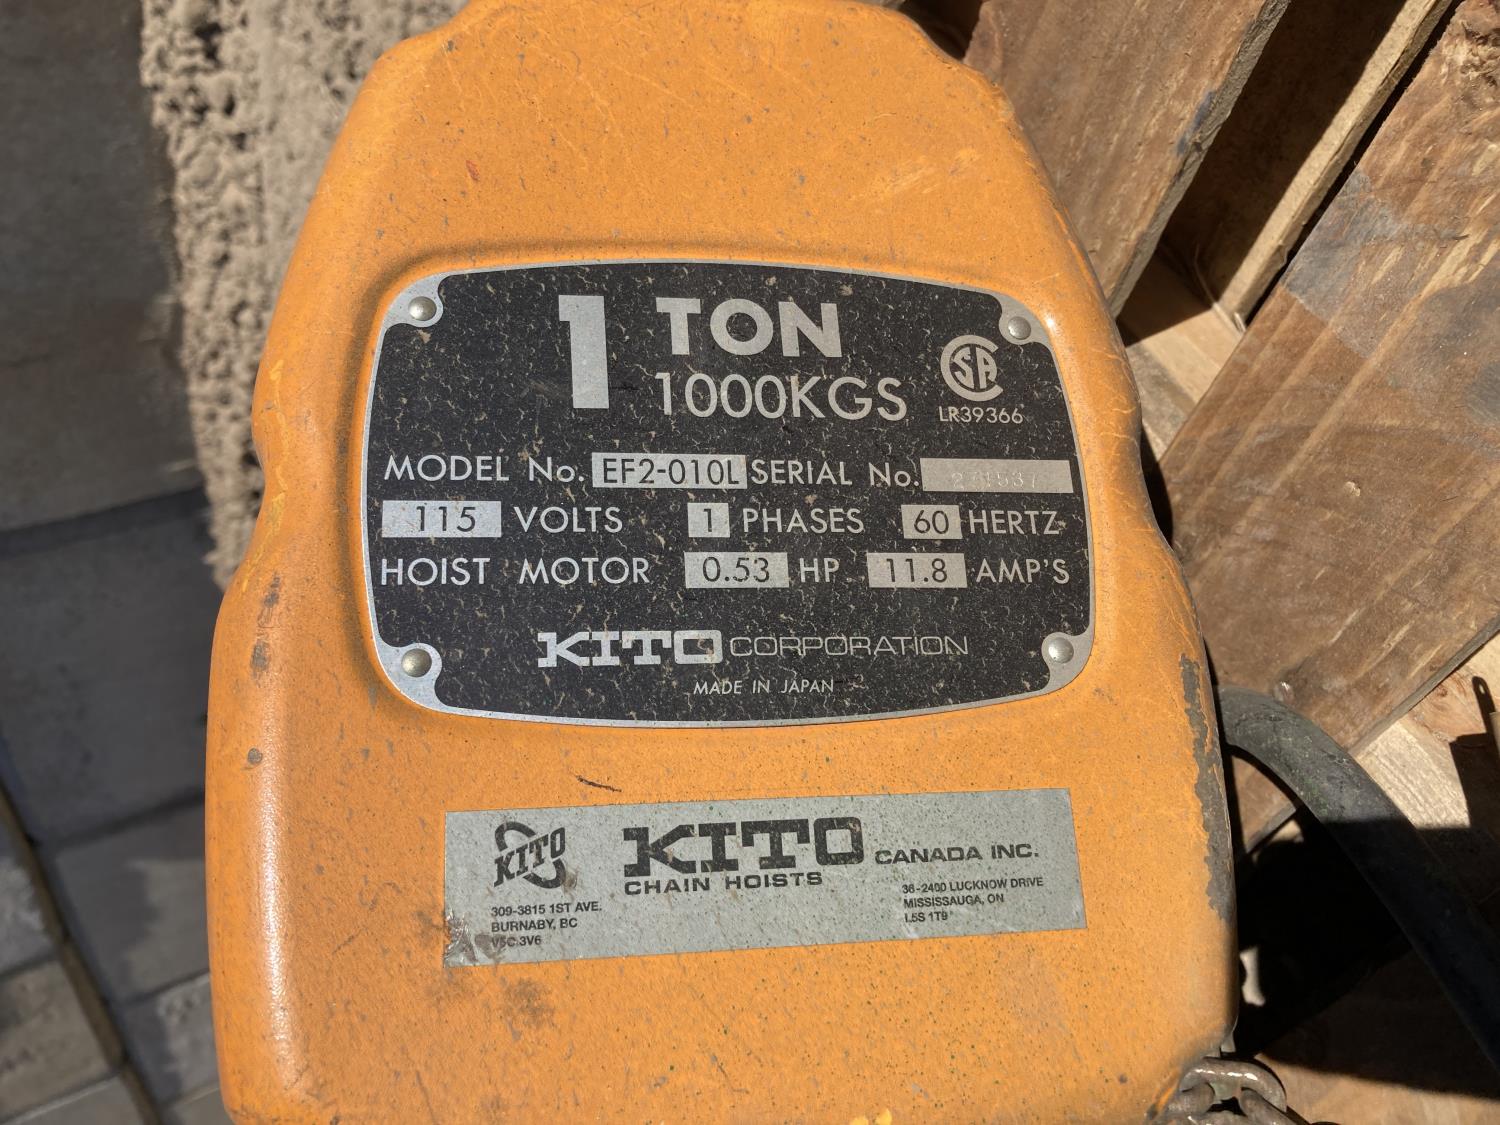 1 TON
1000KGS
CSA
LR39366
MODEL No. EF2-010L SERIAL No. 271537
115 VOLTS 1 PHASES 60 HERTZ
HOIST MOTOR 0.53 HP 11.8 AMP'S
KITO CORPORATION
MADE IN JAPAN
KITO
KITO CANADA INC.
CHAIN HOISTS
309-3815 1ST AVE.
BURNABY, BC
V5C 3V6
36-2400 LUCKNOW DRIVE
MISSISSAUGA, ON
L5S 1T9